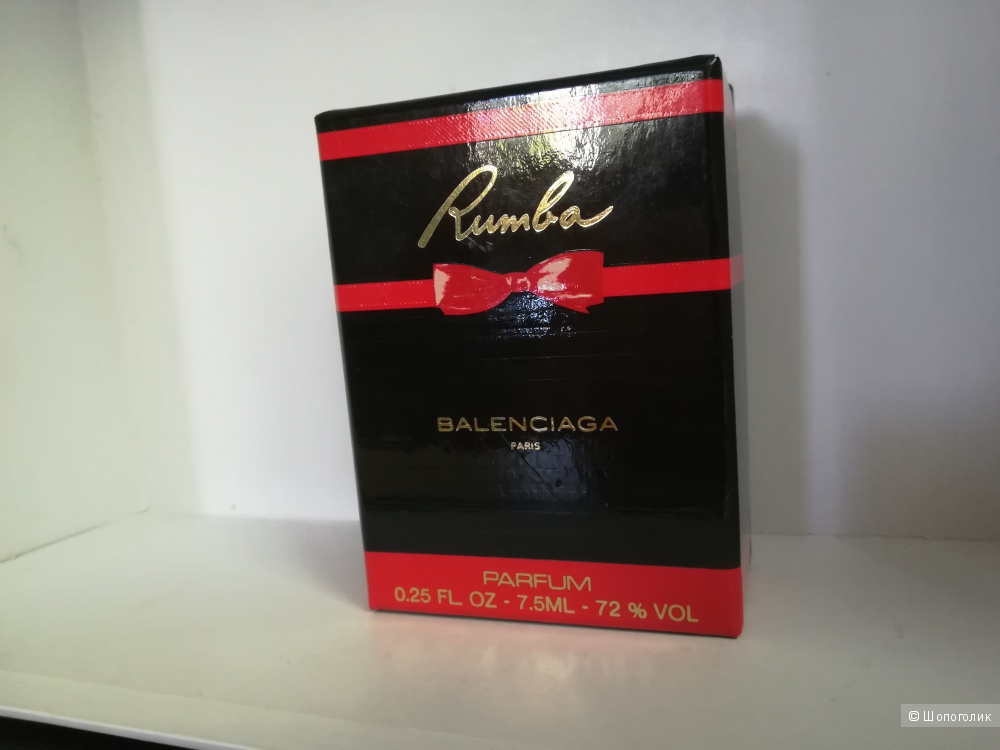 Rumba
BALENCIAGA
PARIS
PARFUM
0.25 FL. OZ - 7.5ML - 72 % VOL
© Шопоголик